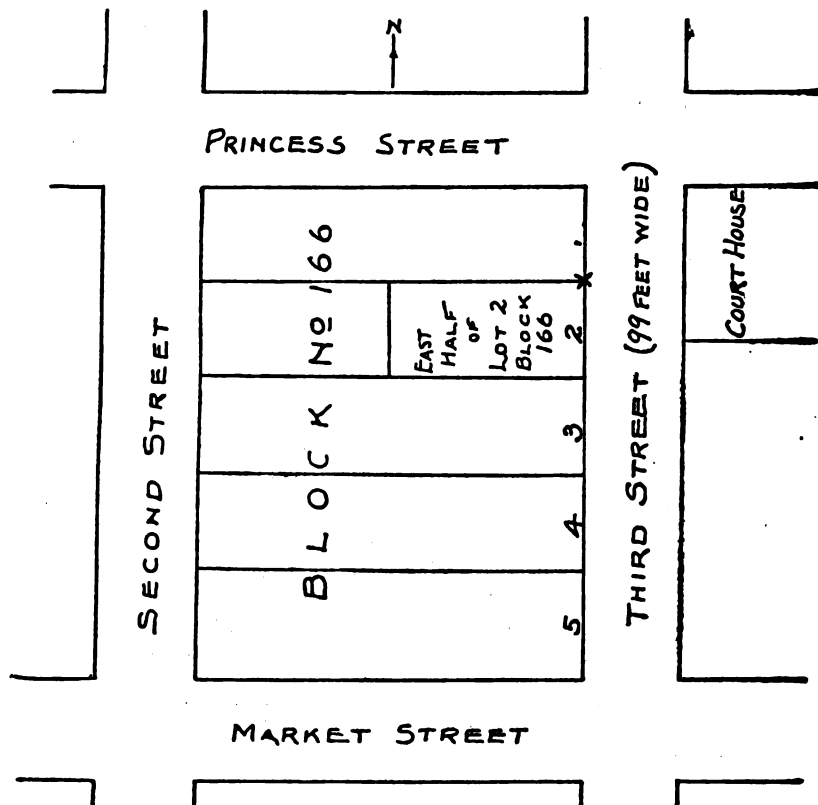 N
PRINCESS STREET
BLOCK Nº 166
1
EAST
HALF
OF
LOT 2
BLOCK
166
2
3
4
5
SECOND STREET
THIRD STREET (99 FEET WIDE)
COURT HOUSE
MARKET STREET